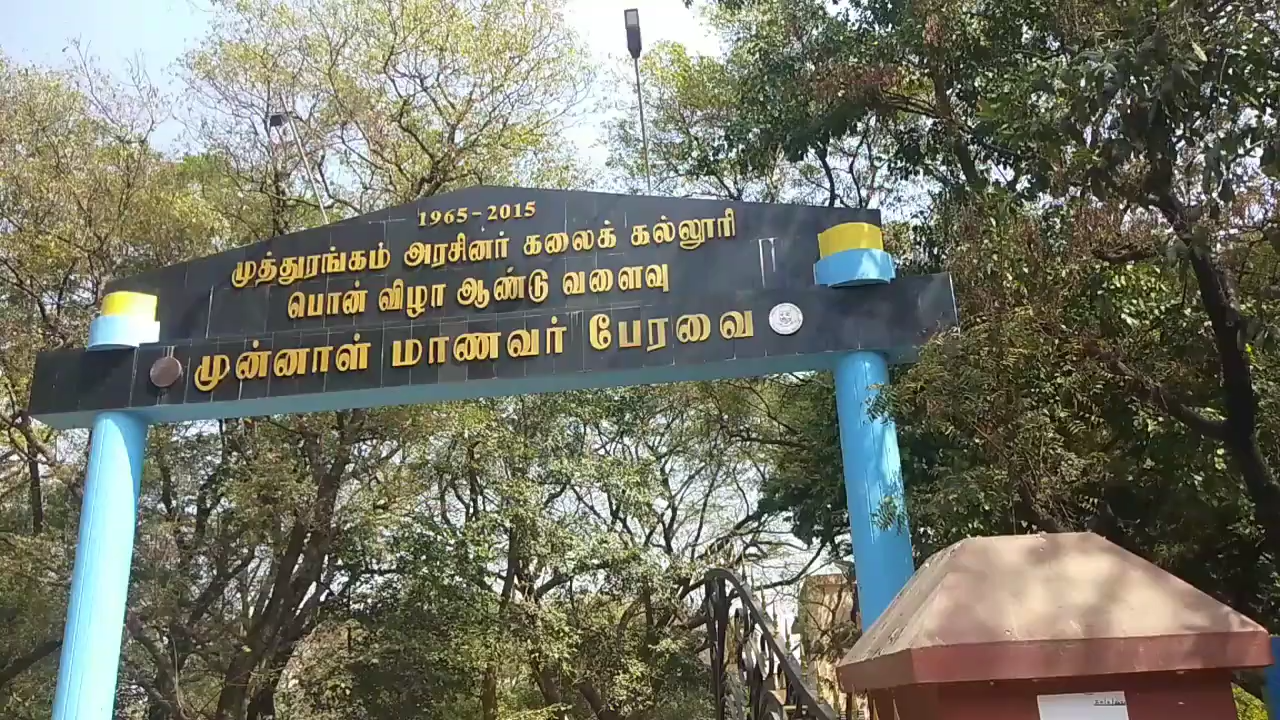 1965-2015
முத்துரங்கம் அரசினர் கலைக் கல்லூரி
பொன் விழா ஆண்டு வளைவு
முன்னாள் மாணவர் பேரவை